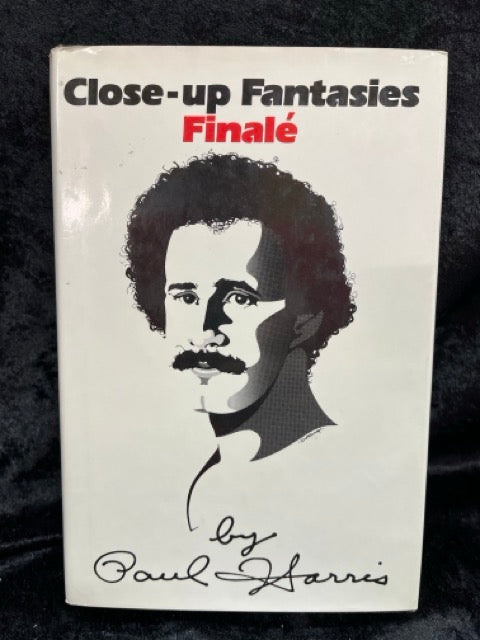 Close-up Fantasies
Finalé
by
Paul Harris